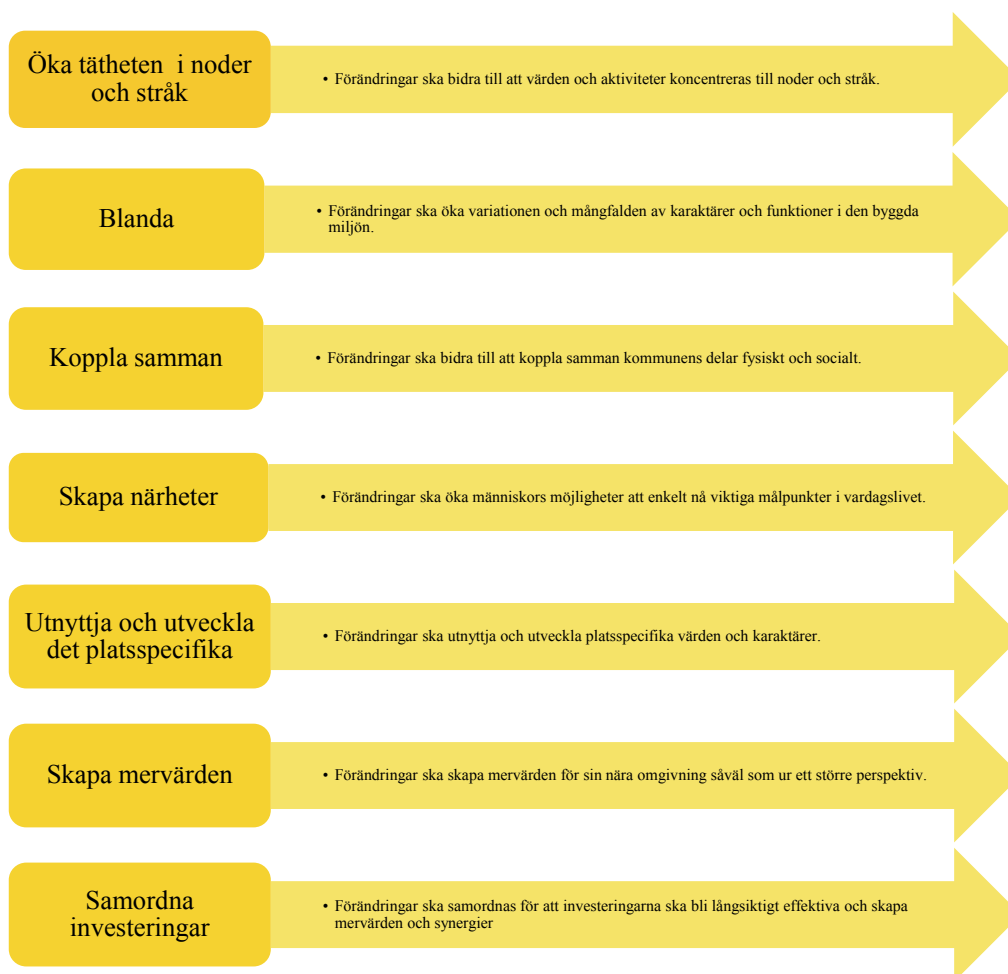 Öka tätheten i noder
och stråk
• Förändringar ska bidra till att värden och aktiviteter koncentreras till noder och stråk.
Blanda
• Förändringar ska öka variationen och mångfalden av karaktärer och funktioner i den byggda
miljön.
Koppla samman
• Förändringar ska bidra till att koppla samman kommunens delar fysiskt och socialt.
Skapa närheter
• Förändringar ska öka människors möjligheter att enkelt nå viktiga målpunkter i vardagslivet.
Utnyttja och utveckla
det platsspecifika
• Förändringar ska utnyttja och utveckla platsspecifika värden och karaktärer.
Skapa mervärden
• Förändringar ska skapa mervärden för sin nära omgivning såväl som ur ett större perspektiv.
Samordna
investeringar
• Förändringar ska samordnas för att investeringarna ska bli långsiktigt effektiva och skapa
mervärden och synergier